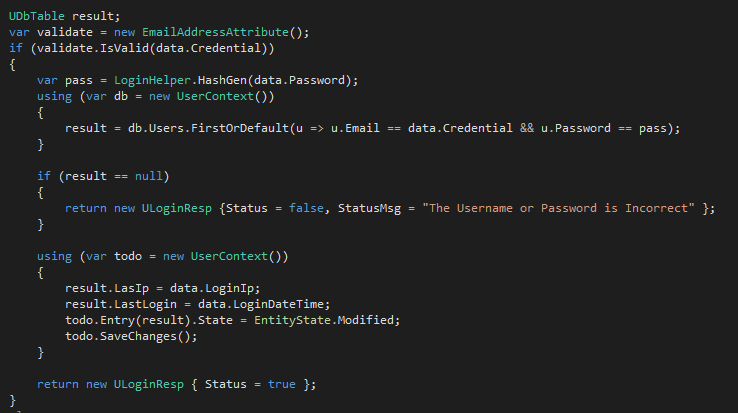 UDbTable result;
var validate = new EmailAddressAttribute();
if (validate.IsValid(data.Credential))
{
    var pass = LoginHelper.HashGen(data.Password);
    using (var db = new UserContext())
    {
        result = db.Users.FirstOrDefault(u => u.Email == data.Credential && u.Password == pass);
    }

    if (result == null)
    {
        return new ULoginResp {Status = false, StatusMsg = "The Username or Password is Incorrect" };
    }

    using (var todo = new UserContext())
    {
        result.LasIp = data.LoginIp;
        result.LastLogin = data.LoginDateTime;
        todo.Entry(result).State = EntityState.Modified;
        todo.SaveChanges();
    }

    return new ULoginResp { Status = true };
}